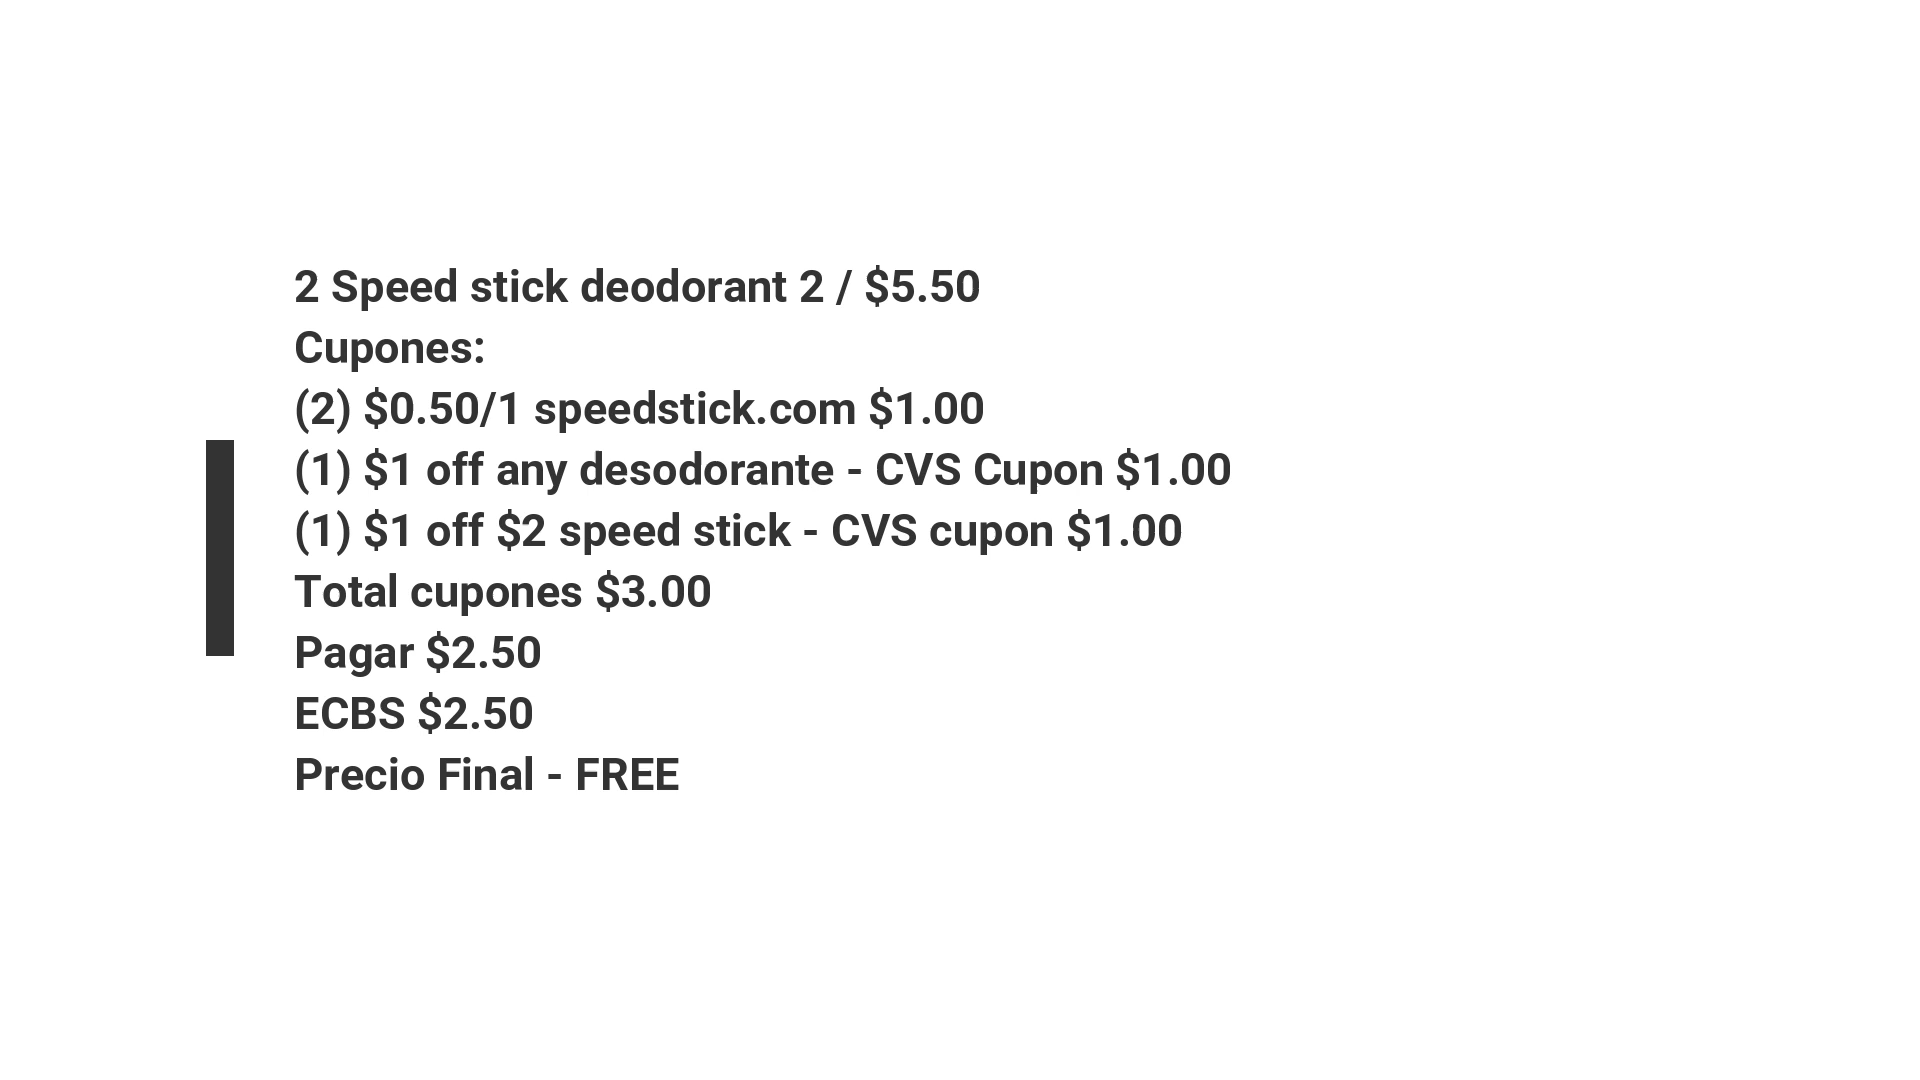 2 Speed stick deodorant 2 / $5.50
Cupones:
(2) $0.50/1 speedstick.com $1.00
(1) $1 off any desodorante - CVS Cupon $1.00
(1) $1 off $2 speed stick - CVS cupon $1.00
Total cupones $3.00
Pagar $2.50
ECBS $2.50
Precio Final - FREE